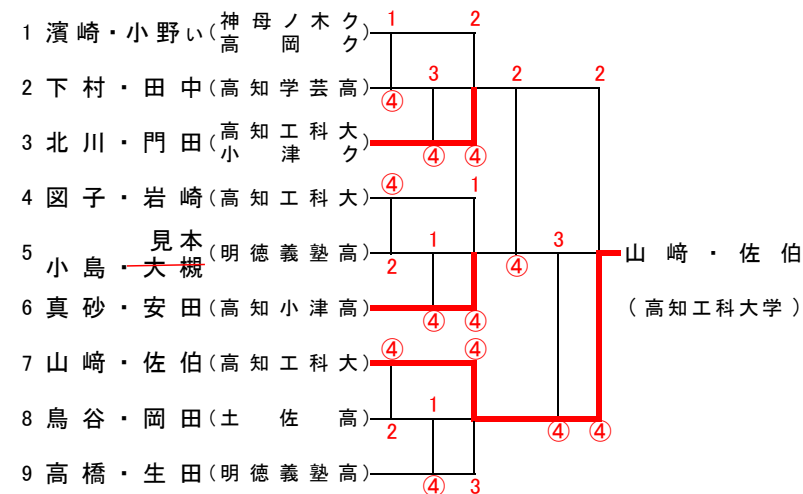 1 2
神母ノ木ク
1 濱崎・小野ぃ(高岡ク)
3 2 2
2 下村・田中(高知学芸高)
④
高知工科大
3 北川・門田(小津ク)
④ ④
④ 1
4 図子・岩崎(高知工科大)
見本
1 3
5 小島・大槻(明徳義塾高)
山﨑・佐伯
2 ④
6 真砂・安田(高知小津高)
(高知工科大学)
④ ④
④ ④
7 山﨑・佐伯(高知工科大)
1
8 鳥谷・岡田(土佐高)
2 ④ ④
9 高橋・生田(明徳義塾高)
④ 3